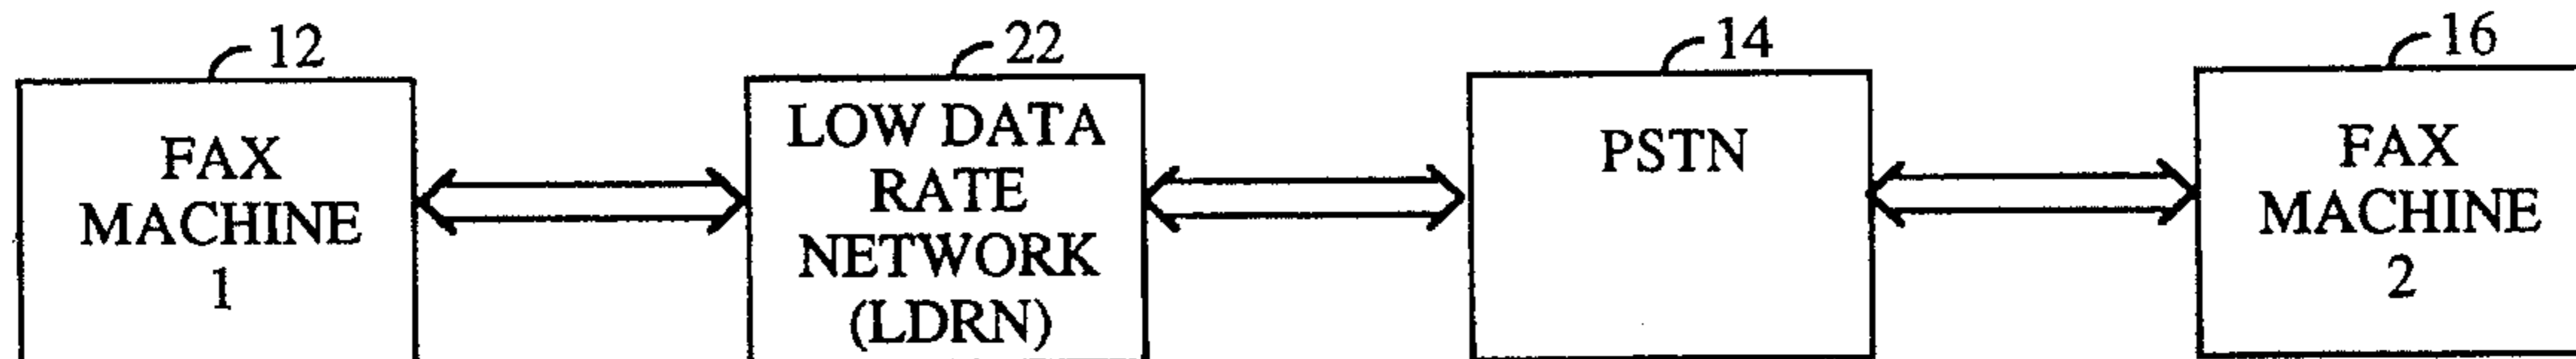 12
22
14
16
FAX
MACHINE
1
LOW DATA
RATE
NETWORK
(LDRN)
PSTN
FAX
MACHINE
2